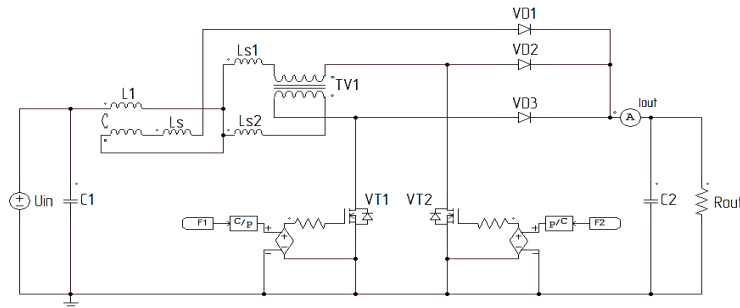 VD1
Ls1
VD2
L1
TV1
Ls
Ls2
VD3
Iout
A
Uin
C1
VT1
VT2
C2
Rout
F1
C/P
P/C
F2